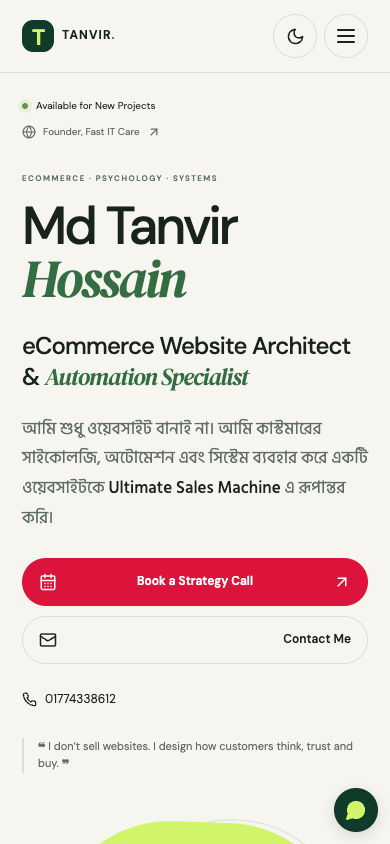 T TANVIR.
Available for New Projects
Founder, Fast IT Care
ECOMMERCE · PSYCHOLOGY · SYSTEMS
Md Tanvir
Hossain
eCommerce Website Architect
& Automation Specialist
আমি শুধু ওয়েবসাইট বানাই না। আমি কাস্টমারের
সাইকোলজি, অটোমেশন এবং সিস্টেম ব্যবহার করে একটি
ওয়েবসাইটকে Ultimate Sales Machine এ রূপান্তর
করি।
Book a Strategy Call
Contact Me
01774338612
❝ I don’t sell websites. I design how customers think, trust and
buy. ❞